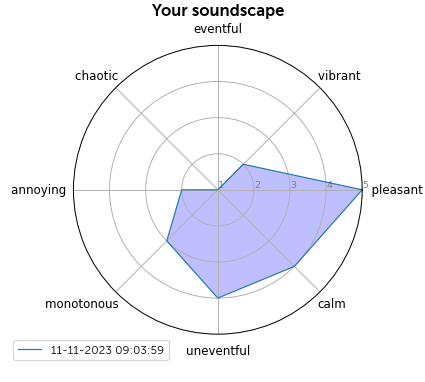 Your soundscape
eventful
chaotic
vibrant
annoying
1 2 3 4 5
pleasant
monotonous
calm
uneventful
11-11-2023 09:03:59